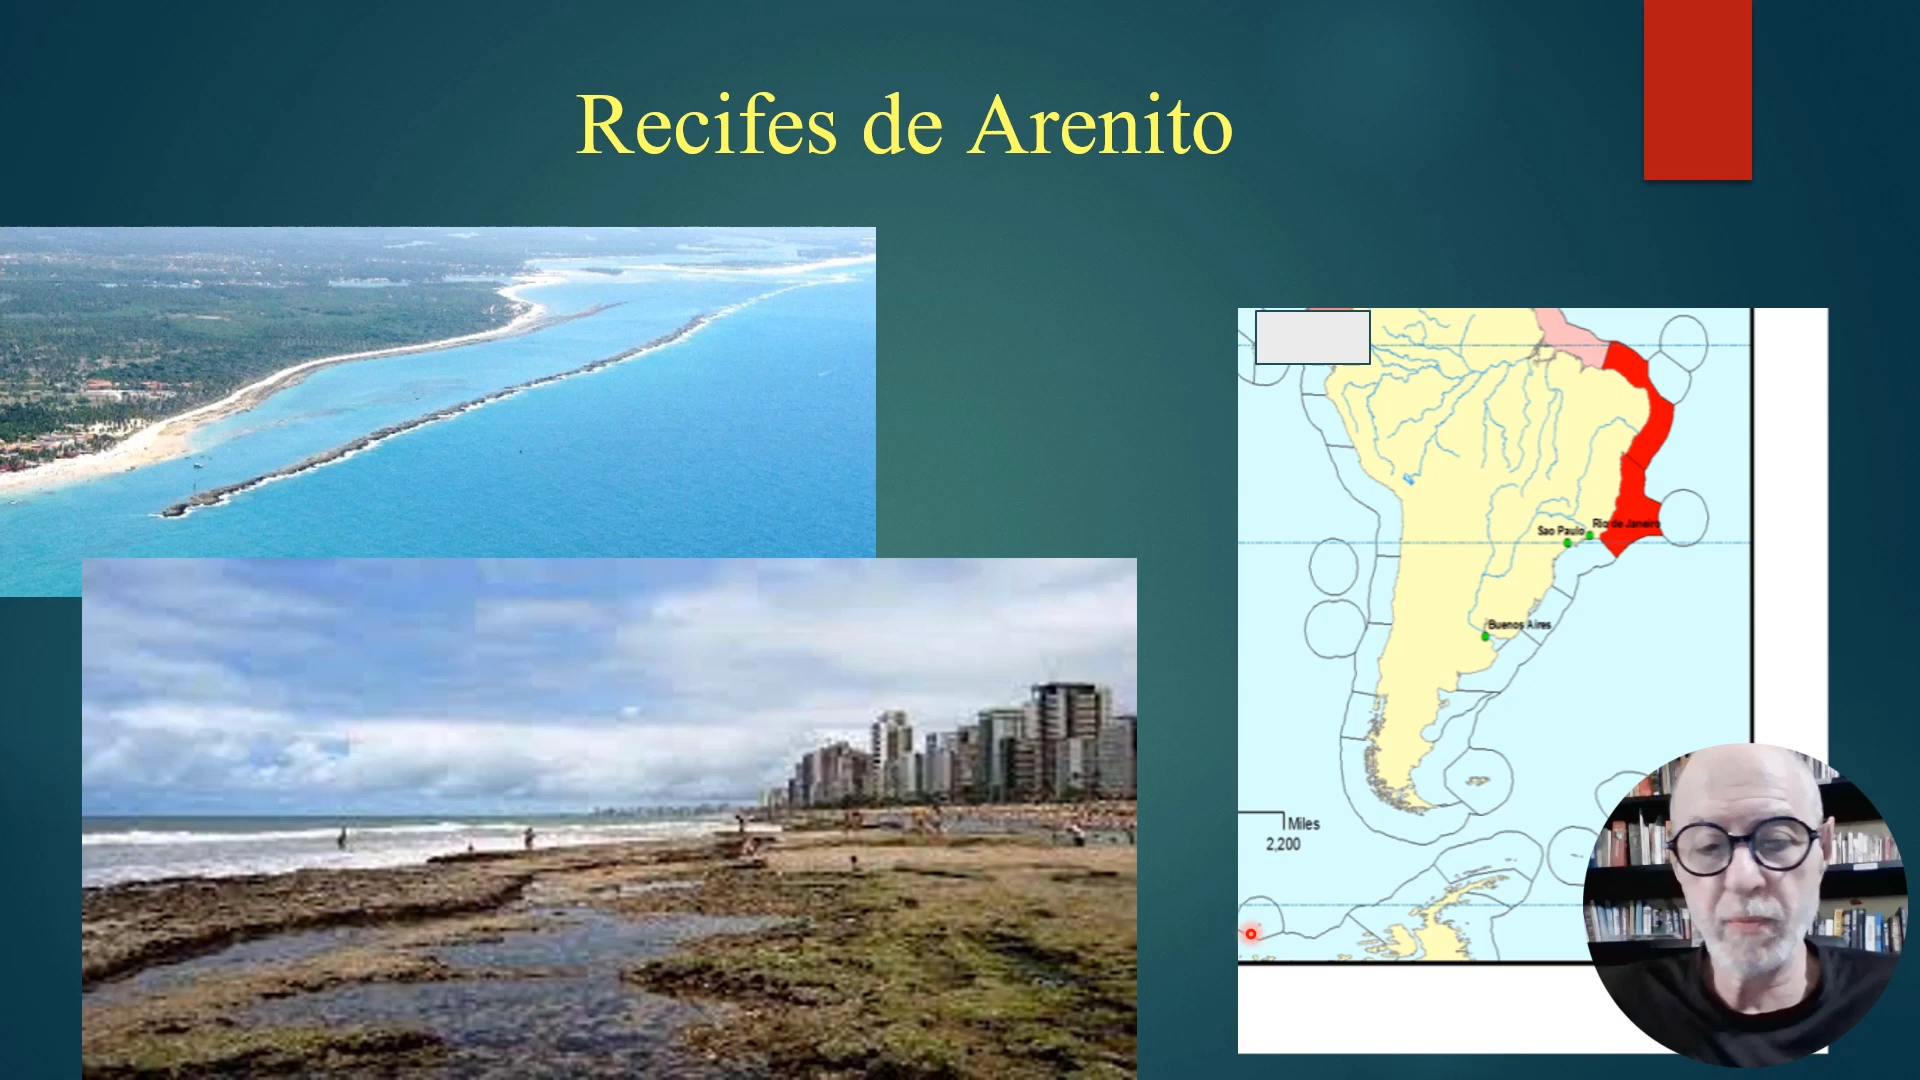 Recifes de Arenito
Sao Paulo
Rio de Janeiro
Buenos Aires
Miles
2,200